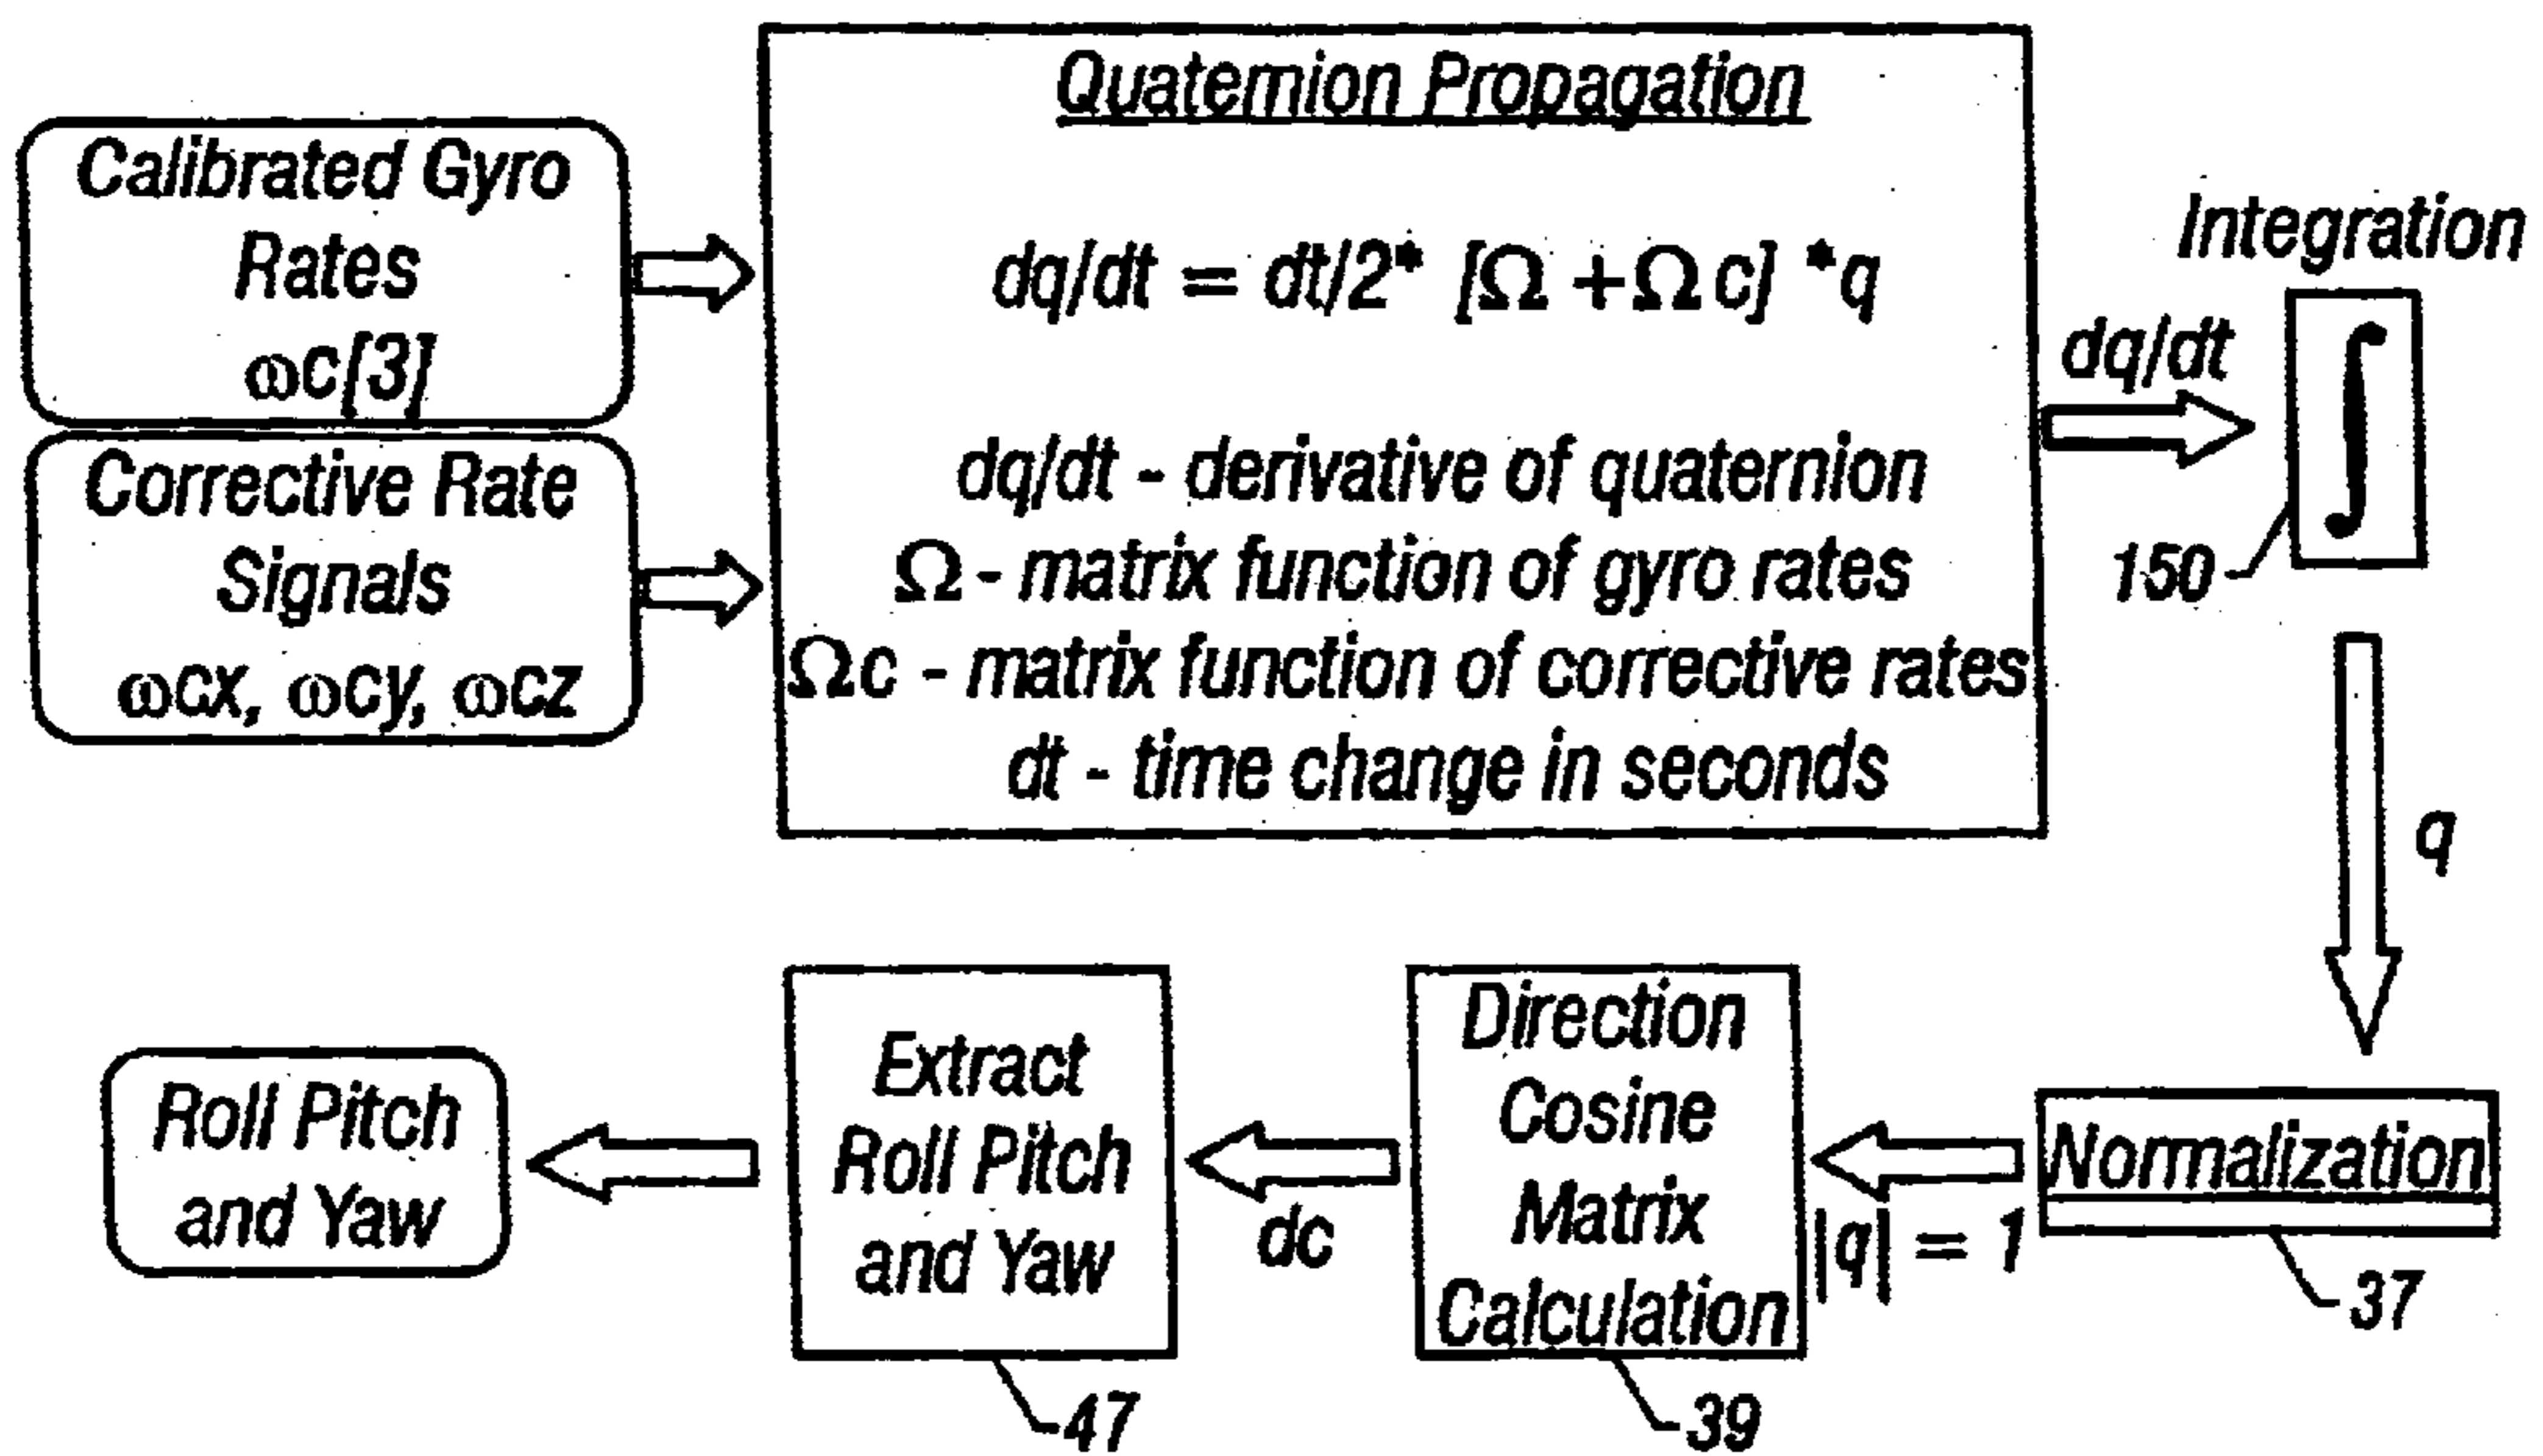 Quaternion Propagation
Calibrated Gyro
Rates
ωc[3]
Corrective Rate
Signals
ωcx, ωcy, ωcz
dq/dt = dt/2* [Ω +Ωc] *q
dq/dt - derivative of quaternion
Ω - matrix function of gyro rates
Ωc - matrix function of corrective rates
dt - time change in seconds
dq/dt
Integration
∫
150
q
Normalization
37
|q| = 1
Direction
Cosine
Matrix
Calculation
39
dc
Extract
Roll Pitch
and Yaw
47
Roll Pitch
and Yaw